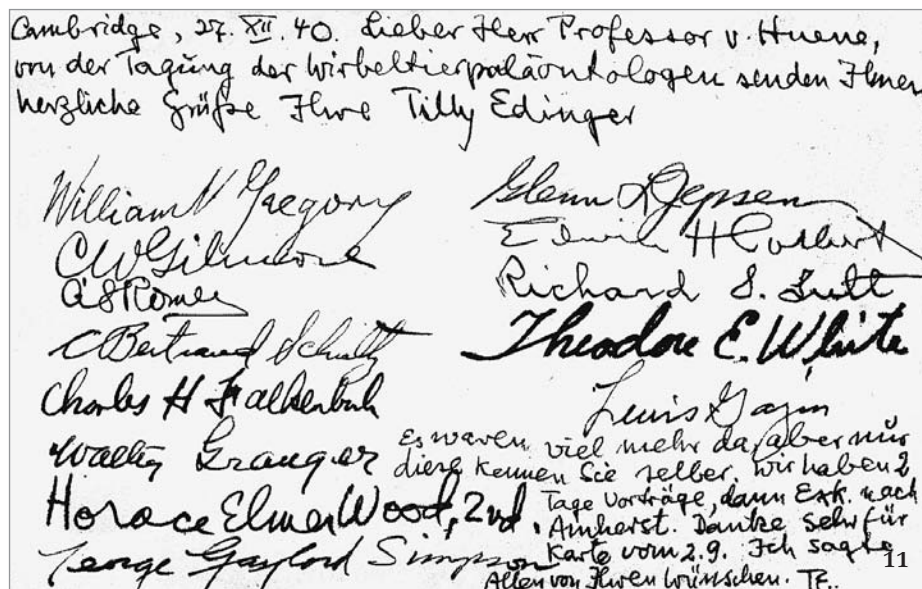 Cambridge, 27. XII. 40. Lieber Herr Professor v. Huene,
von der Tagung der Wirbeltierpaläontologen senden Ihnen
herzliche Grüße Ihre Tilly Edinger
William K Gregory
CW Gilmore
A S Romer
C Bertrand Schultz
Charles H Falkenbach
Walter Granger
Horace Elmer Wood, 2nd.
George Gaylord Simpson
Glenn L Jepsen
Edwin H Colbert
Richard S. Lull
Theodore E. White
Lewis Gazin
Es waren viel mehr da, aber nur
diese kennen Sie selber. Wir haben 2
Tage Vorträge, dann Exk. nach
Amherst. Danke sehr für
Karte vom 2.9. Ich sagte
Allen von Ihren Wünschen. TE.
11